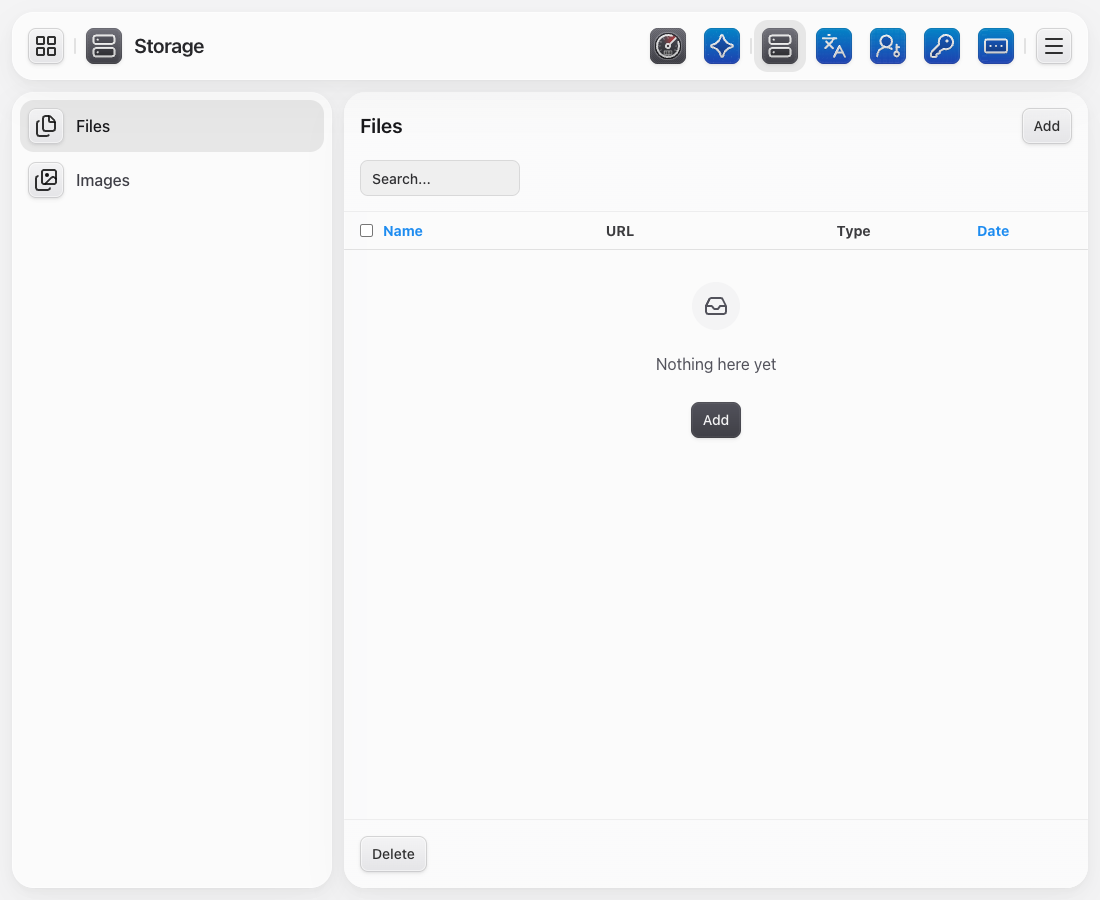 Storage
Files
Images
Files
Add
Search...
Name URL Type Date
Nothing here yet
Add
Delete